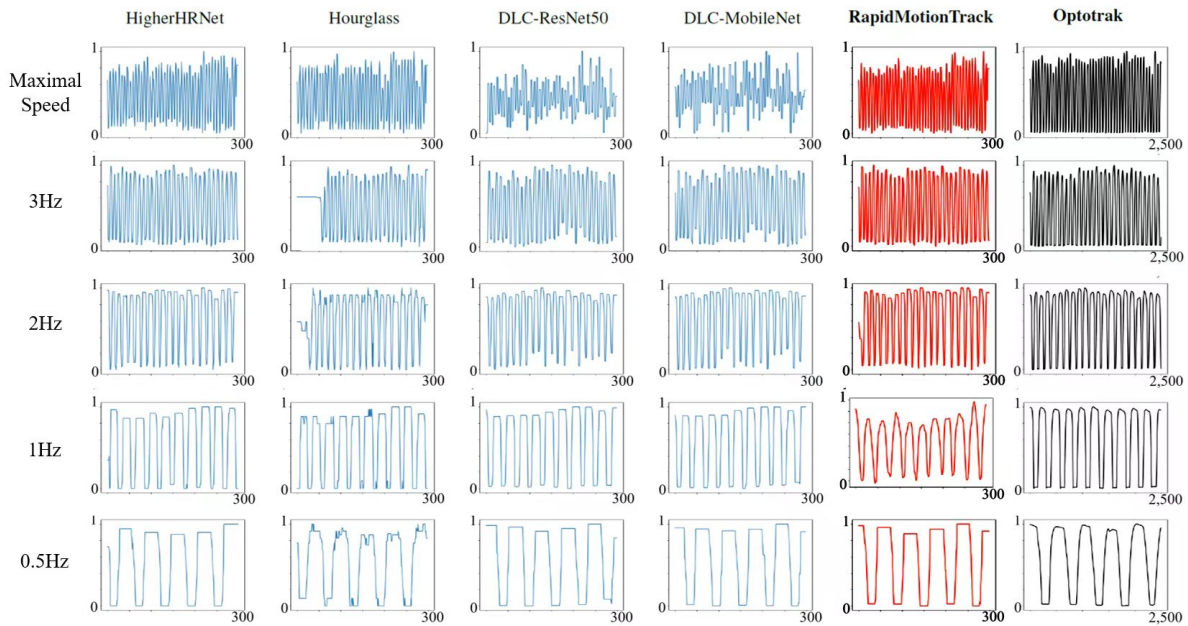 HigherHRNet Hourglass DLC-ResNet50 DLC-MobileNet RapidMotionTrack Optotrak
Maximal
Speed
1 1 1 1 1 1
0 0 0 0 0 0
300 300 300 300 300 2,500
3Hz
1 1 1 1 1 1
0 0 0 0 0 0
300 300 300 300 300 2,500
2Hz
1 1 1 1 1 1
0 0 0 0 0 0
300 300 300 300 300 2,500
1Hz
1 1 1 1 1 1
0 0 0 0 0 0
300 300 300 300 300 2,500
0.5Hz
1 1 1 1 1 1
0 0 0 0 0 0
300 300 300 300 300 2,500